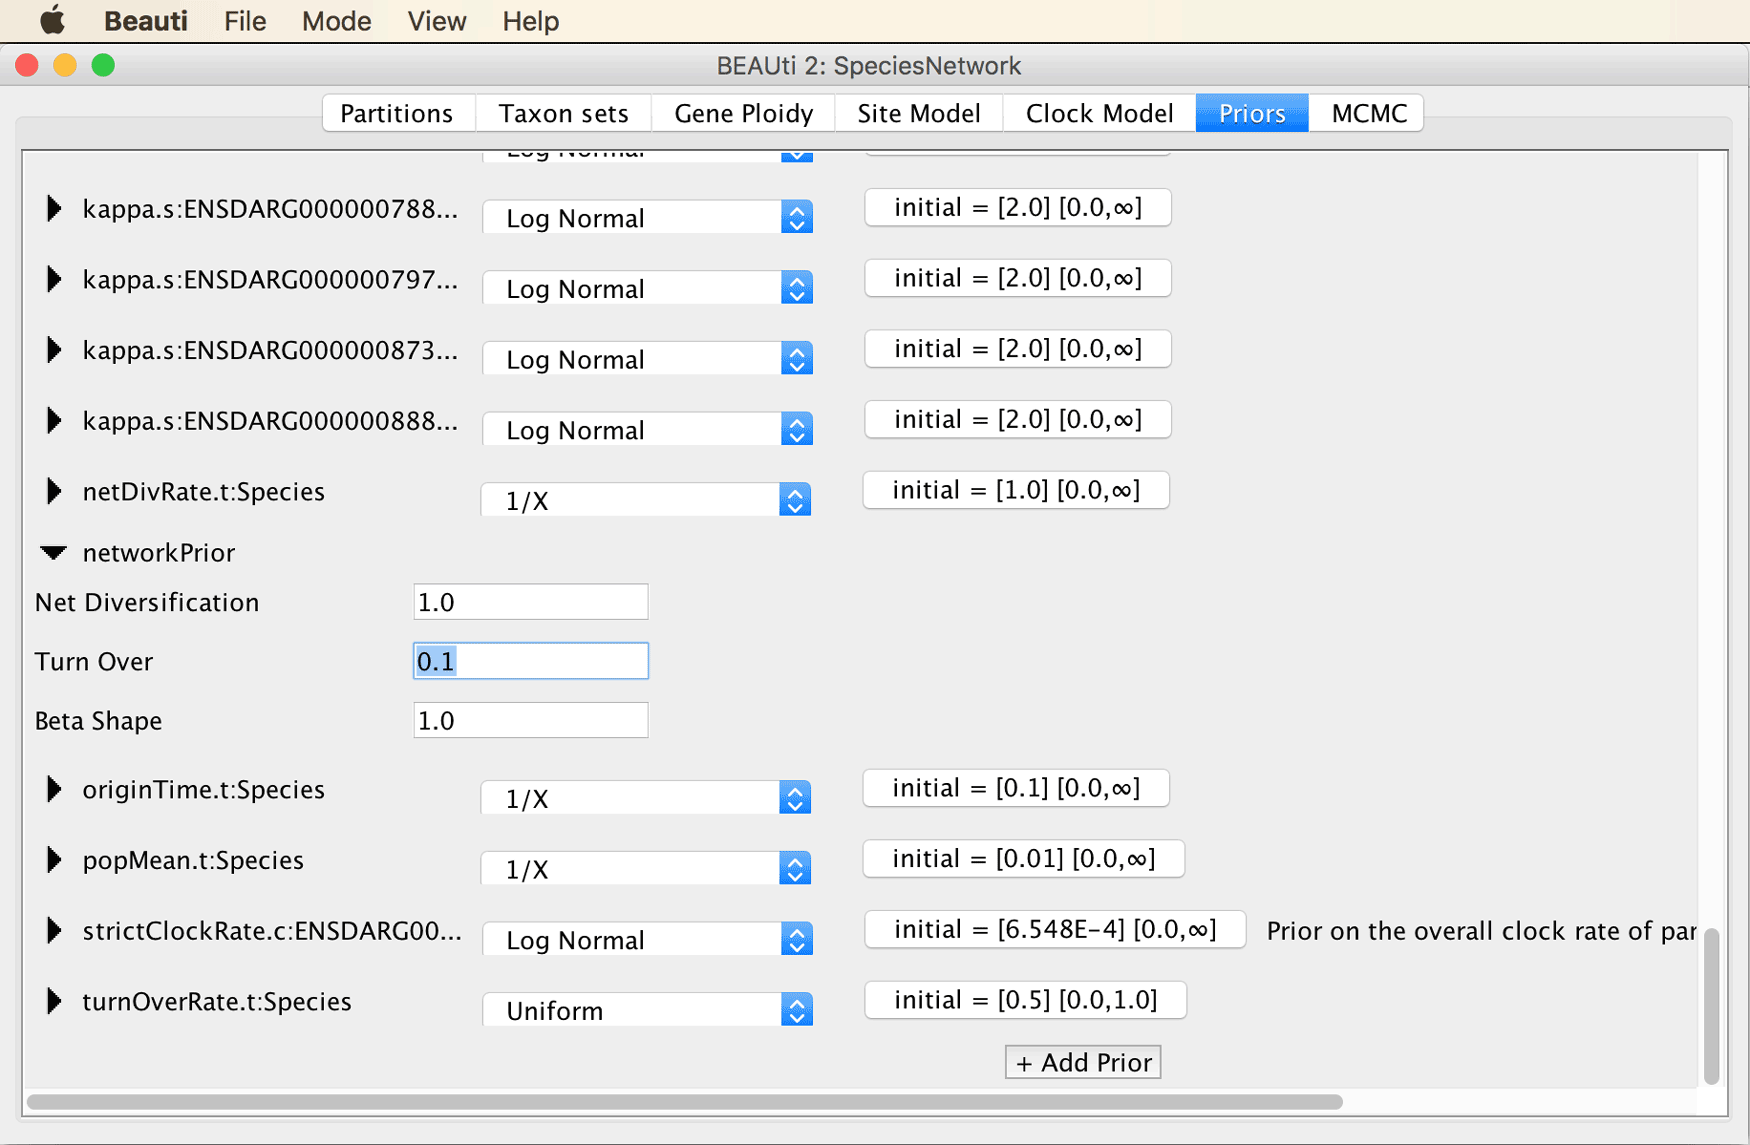 Beauti File Mode View Help
BEAUti 2: SpeciesNetwork
Partitions Taxon sets Gene Ploidy Site Model Clock Model Priors MCMC
Log Normal
kappa.s:ENSDARG000000788... Log Normal initial = [2.0] [0.0,∞]
kappa.s:ENSDARG000000797... Log Normal initial = [2.0] [0.0,∞]
kappa.s:ENSDARG000000873... Log Normal initial = [2.0] [0.0,∞]
kappa.s:ENSDARG000000888... Log Normal initial = [2.0] [0.0,∞]
netDivRate.t:Species 1/X initial = [1.0] [0.0,∞]
networkPrior
Net Diversification 1.0
Turn Over 0.1
Beta Shape 1.0
originTime.t:Species 1/X initial = [0.1] [0.0,∞]
popMean.t:Species 1/X initial = [0.01] [0.0,∞]
strictClockRate.c:ENSDARG00... Log Normal initial = [6.548E-4] [0.0,∞] Prior on the overall clock rate of par
turnOverRate.t:Species Uniform initial = [0.5] [0.0,1.0]
+ Add Prior